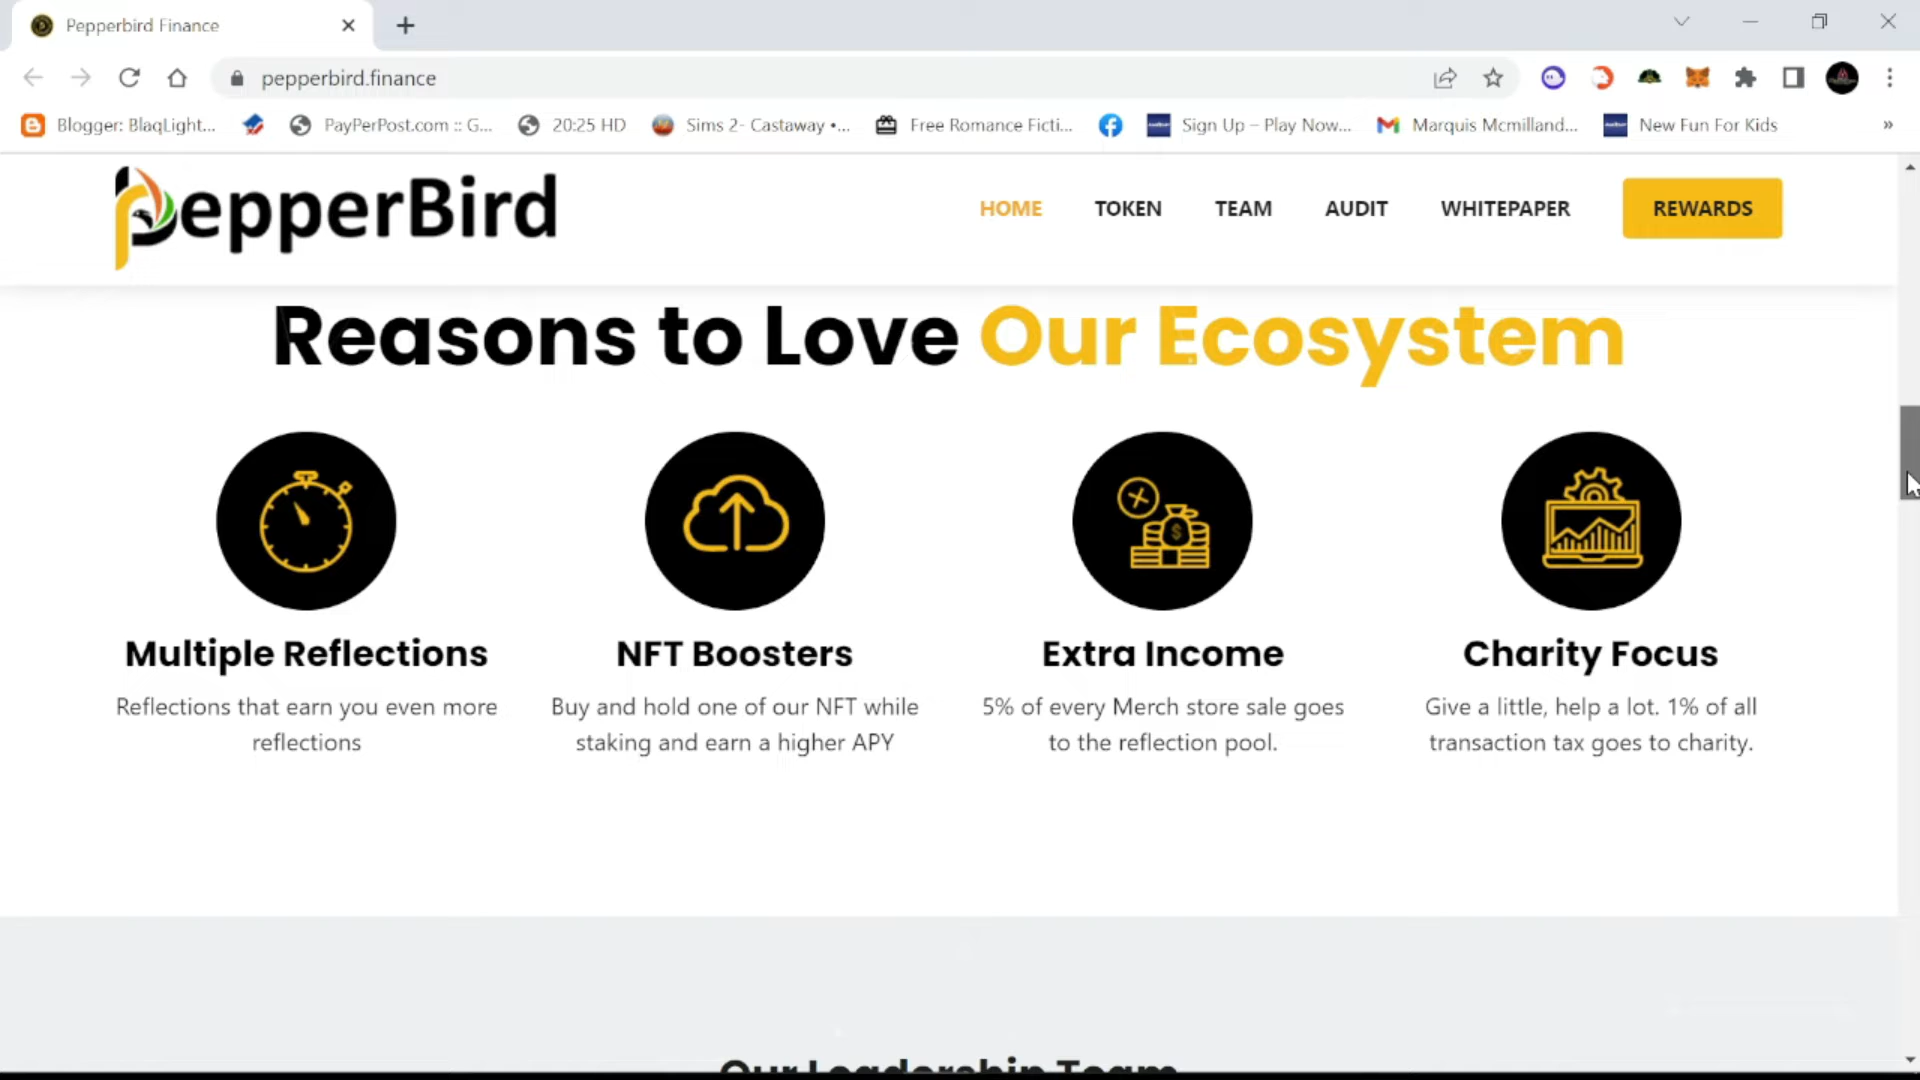 Pepperbird Finance
pepperbird.finance
Blogger: BlaqLight... PayPerPost.com :: G... 20:25 HD Sims 2- Castaway •... Free Romance Ficti... Sign Up – Play Now... Marquis Mcmilland... New Fun For Kids »
PepperBird
HOME TOKEN TEAM AUDIT WHITEPAPER REWARDS
Reasons to Love Our Ecosystem
Multiple Reflections
Reflections that earn you even more
reflections
NFT Boosters
Buy and hold one of our NFT while
staking and earn a higher APY
Extra Income
5% of every Merch store sale goes
to the reflection pool.
Charity Focus
Give a little, help a lot. 1% of all
transaction tax goes to charity.
Our Leadership Team